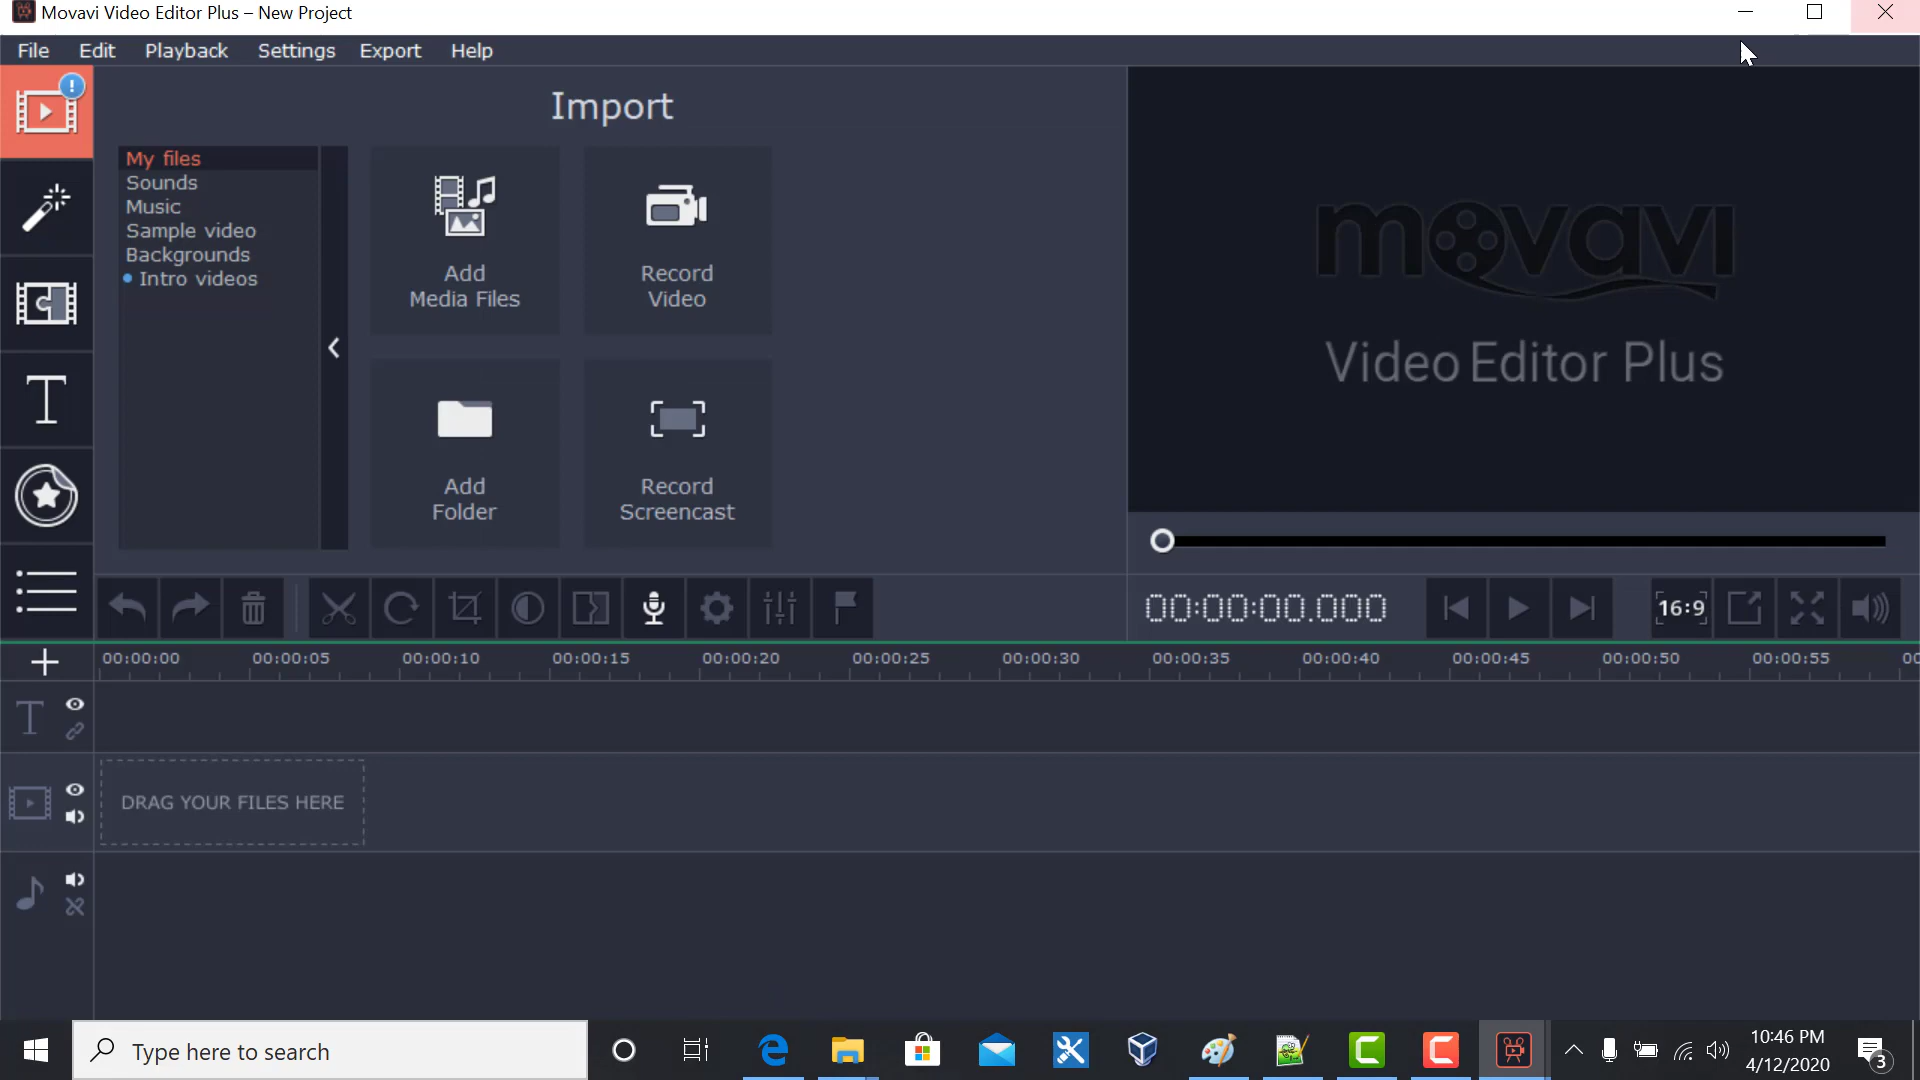 Movavi Video Editor Plus – New Project
File Edit Playback Settings Export Help
Import
My files
Sounds
Music
Sample video
Backgrounds
Intro videos
Add
Media Files
Record
Video
Add
Folder
Record
Screencast
movavi
Video Editor Plus
00:00:00.000
16:9
00:00:00 00:00:05 00:00:10 00:00:15 00:00:20 00:00:25 00:00:30 00:00:35 00:00:40 00:00:45 00:00:50 00:00:55 00
DRAG YOUR FILES HERE
Type here to search
10:46 PM
4/12/2020
3